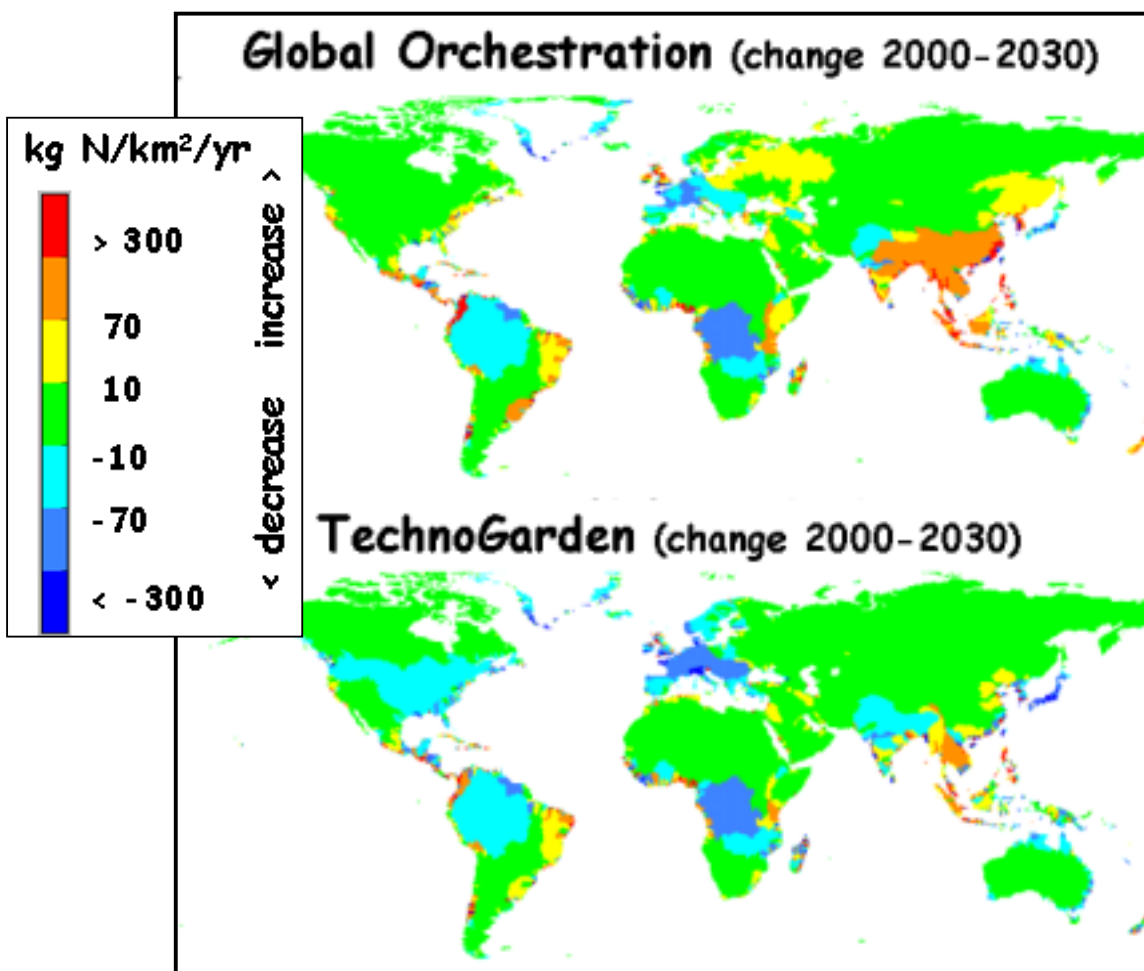 Global Orchestration (change 2000-2030)
kg N/km²/yr
> 300
70
10
-10
-70
< -300
< decrease increase >
TechnoGarden (change 2000-2030)